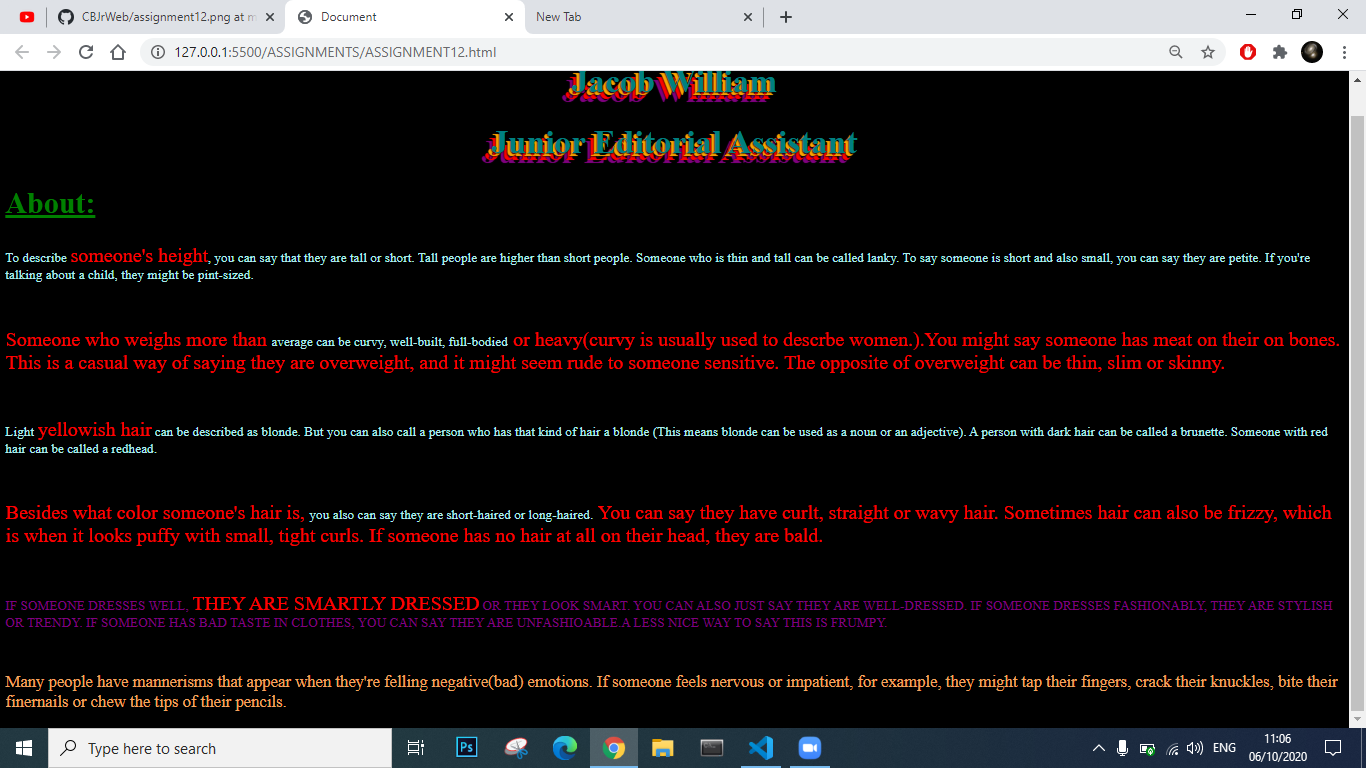 CBJrWeb/assignment12.png at m
Document
New Tab
127.0.0.1:5500/ASSIGNMENTS/ASSIGNMENT12.html
Jacob William
Junior Editorial Assistant
About:
To describe someone's height, you can say that they are tall or short. Tall people are higher than short people. Someone who is thin and tall can be called lanky. To say someone is short and also small, you can say they are petite. If you're
talking about a child, they might be pint-sized.
Someone who weighs more than average can be curvy, well-built, full-bodied or heavy(curvy is usually used to descrbe women.).You might say someone has meat on their on bones.
This is a casual way of saying they are overweight, and it might seem rude to someone sensitive. The opposite of overweight can be thin, slim or skinny.
Light yellowish hair can be described as blonde. But you can also call a person who has that kind of hair a blonde (This means blonde can be used as a noun or an adjective). A person with dark hair can be called a brunette. Someone with red
hair can be called a redhead.
Besides what color someone's hair is, you also can say they are short-haired or long-haired. You can say they have curlt, straight or wavy hair. Sometimes hair can also be frizzy, which
is when it looks puffy with small, tight curls. If someone has no hair at all on their head, they are bald.
IF SOMEONE DRESSES WELL, THEY ARE SMARTLY DRESSED OR THEY LOOK SMART. YOU CAN ALSO JUST SAY THEY ARE WELL-DRESSED. IF SOMEONE DRESSES FASHIONABLY, THEY ARE STYLISH
OR TRENDY. IF SOMEONE HAS BAD TASTE IN CLOTHES, YOU CAN SAY THEY ARE UNFASHIOABLE.A LESS NICE WAY TO SAY THIS IS FRUMPY.
Many people have mannerisms that appear when they're felling negative(bad) emotions. If someone feels nervous or impatient, for example, they might tap their fingers, crack their knuckles, bite their
finernails or chew the tips of their pencils.
Type here to search
Ps
ENG
11:06
06/10/2020